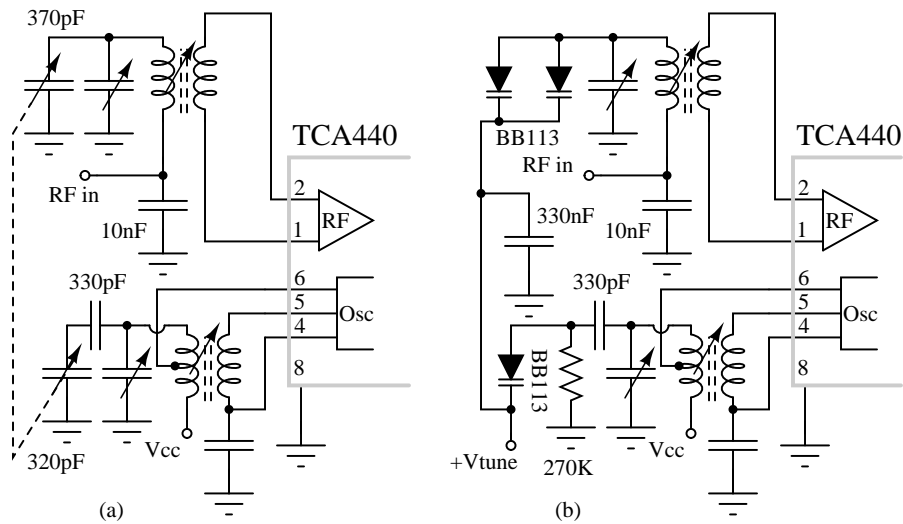 370pF
TCA440
RF in
2
RF
10nF
1
330pF
6
5
Osc
4
8
Vcc
320pF
(a)
BB113
TCA440
RF in
2
330nF
RF
10nF
1
330pF
6
5
Osc
4
BB113
8
Vcc
+Vtune
270K
(b)